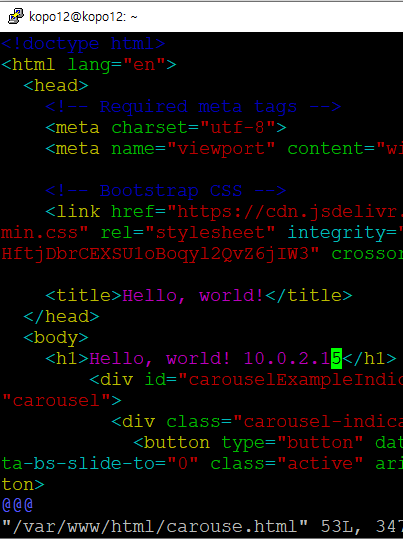 kopo12@kopo12: ~
<!doctype html>
<html lang="en">
<head>
<!-- Required meta tags -->
<meta charset="utf-8">
<meta name="viewport" content="wi
<!-- Bootstrap CSS -->
<link href="https://cdn.jsdelivr.
min.css" rel="stylesheet" integrity="
HftjDbrCEXSU1oBoqyl2QvZ6jIW3" crossor
<title>Hello, world!</title>
</head>
<body>
<h1>Hello, world! 10.0.2.15</h1>
<div id="carouselExampleIndic
"carousel">
<div class="carousel-indica
<button type="button" dat
ta-bs-slide-to="0" class="active" ari
ton>
@@@
"/var/www/html/carouse.html" 53L, 347